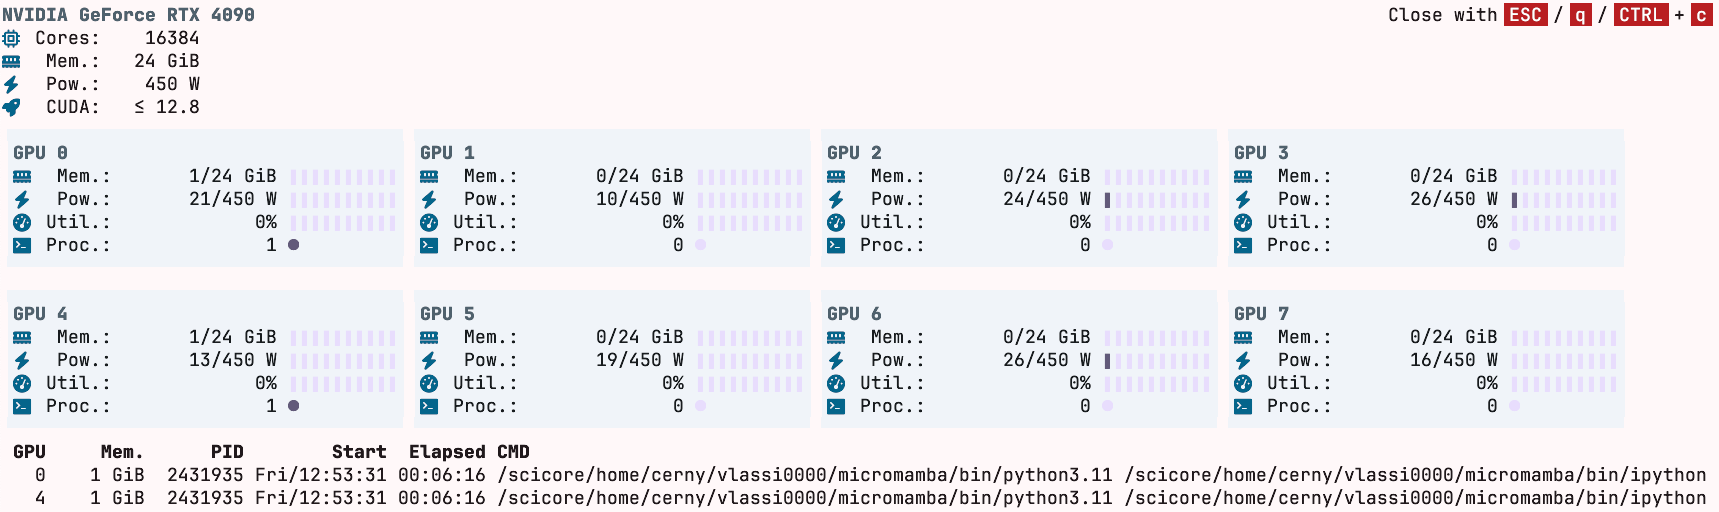 NVIDIA GeForce RTX 4090 Close with ESC / q / CTRL + c
Cores: 16384
Mem.: 24 GiB
Pow.: 450 W
CUDA: ≤ 12.8
GPU 0
Mem.: 1/24 GiB
Pow.: 21/450 W
Util.: 0%
Proc.: 1
GPU 1
Mem.: 0/24 GiB
Pow.: 10/450 W
Util.: 0%
Proc.: 0
GPU 2
Mem.: 0/24 GiB
Pow.: 24/450 W
Util.: 0%
Proc.: 0
GPU 3
Mem.: 0/24 GiB
Pow.: 26/450 W
Util.: 0%
Proc.: 0
GPU 4
Mem.: 1/24 GiB
Pow.: 13/450 W
Util.: 0%
Proc.: 1
GPU 5
Mem.: 0/24 GiB
Pow.: 19/450 W
Util.: 0%
Proc.: 0
GPU 6
Mem.: 0/24 GiB
Pow.: 26/450 W
Util.: 0%
Proc.: 0
GPU 7
Mem.: 0/24 GiB
Pow.: 16/450 W
Util.: 0%
Proc.: 0
GPU Mem. PID Start Elapsed CMD
0 1 GiB 2431935 Fri/12:53:31 00:06:16 /scicore/home/cerny/vlassi0000/micromamba/bin/python3.11 /scicore/home/cerny/vlassi0000/micromamba/bin/ipython
4 1 GiB 2431935 Fri/12:53:31 00:06:16 /scicore/home/cerny/vlassi0000/micromamba/bin/python3.11 /scicore/home/cerny/vlassi0000/micromamba/bin/ipython